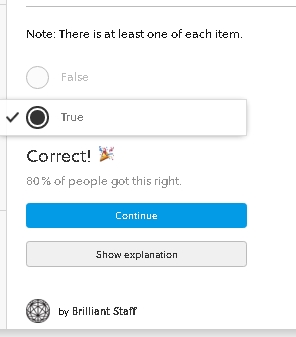 Note: There is at least one of each item.
False
True
Correct! 🎉
80% of people got this right.
Continue
Show explanation
by Brilliant Staff